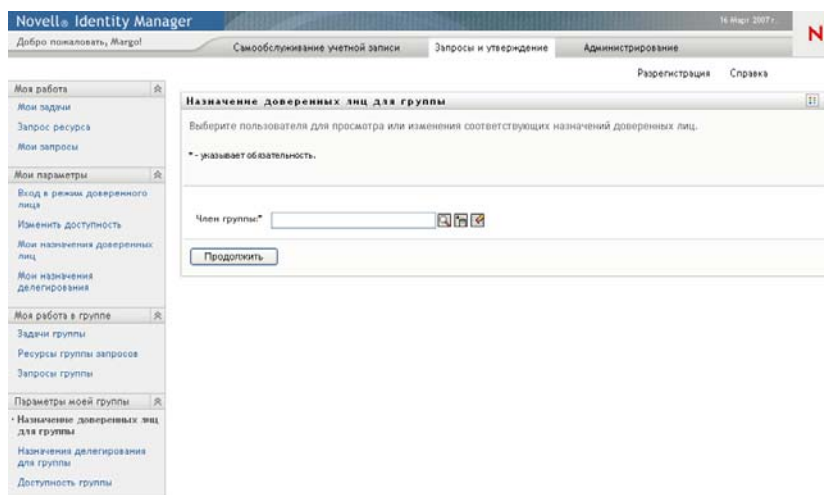 Novell® Identity Manager
16 Март 2007 г.
Добро пожаловать, Margo!
Самообслуживание учетной записи
Запросы и утверждение
Администрирование
N
Разрегистрация
Справка
Моя работа
Мои задачи
Запрос ресурса
Мои запросы
Мои параметры
Вход в режим доверенного
лица
Изменить доступность
Мои назначения доверенных
лиц
Мои назначения
делегирования
Моя работа в группе
Задачи группы
Ресурсы группы запросов
Запросы группы
Параметры моей группы
· Назначение доверенных лиц
для группы
Назначения делегирования
для группы
Доступность группы
Назначение доверенных лиц для группы
Выберите пользователя для просмотра или изменения соответствующих назначений доверенных лиц.
* - указывает обязательность.
Член группы:*
Продолжить